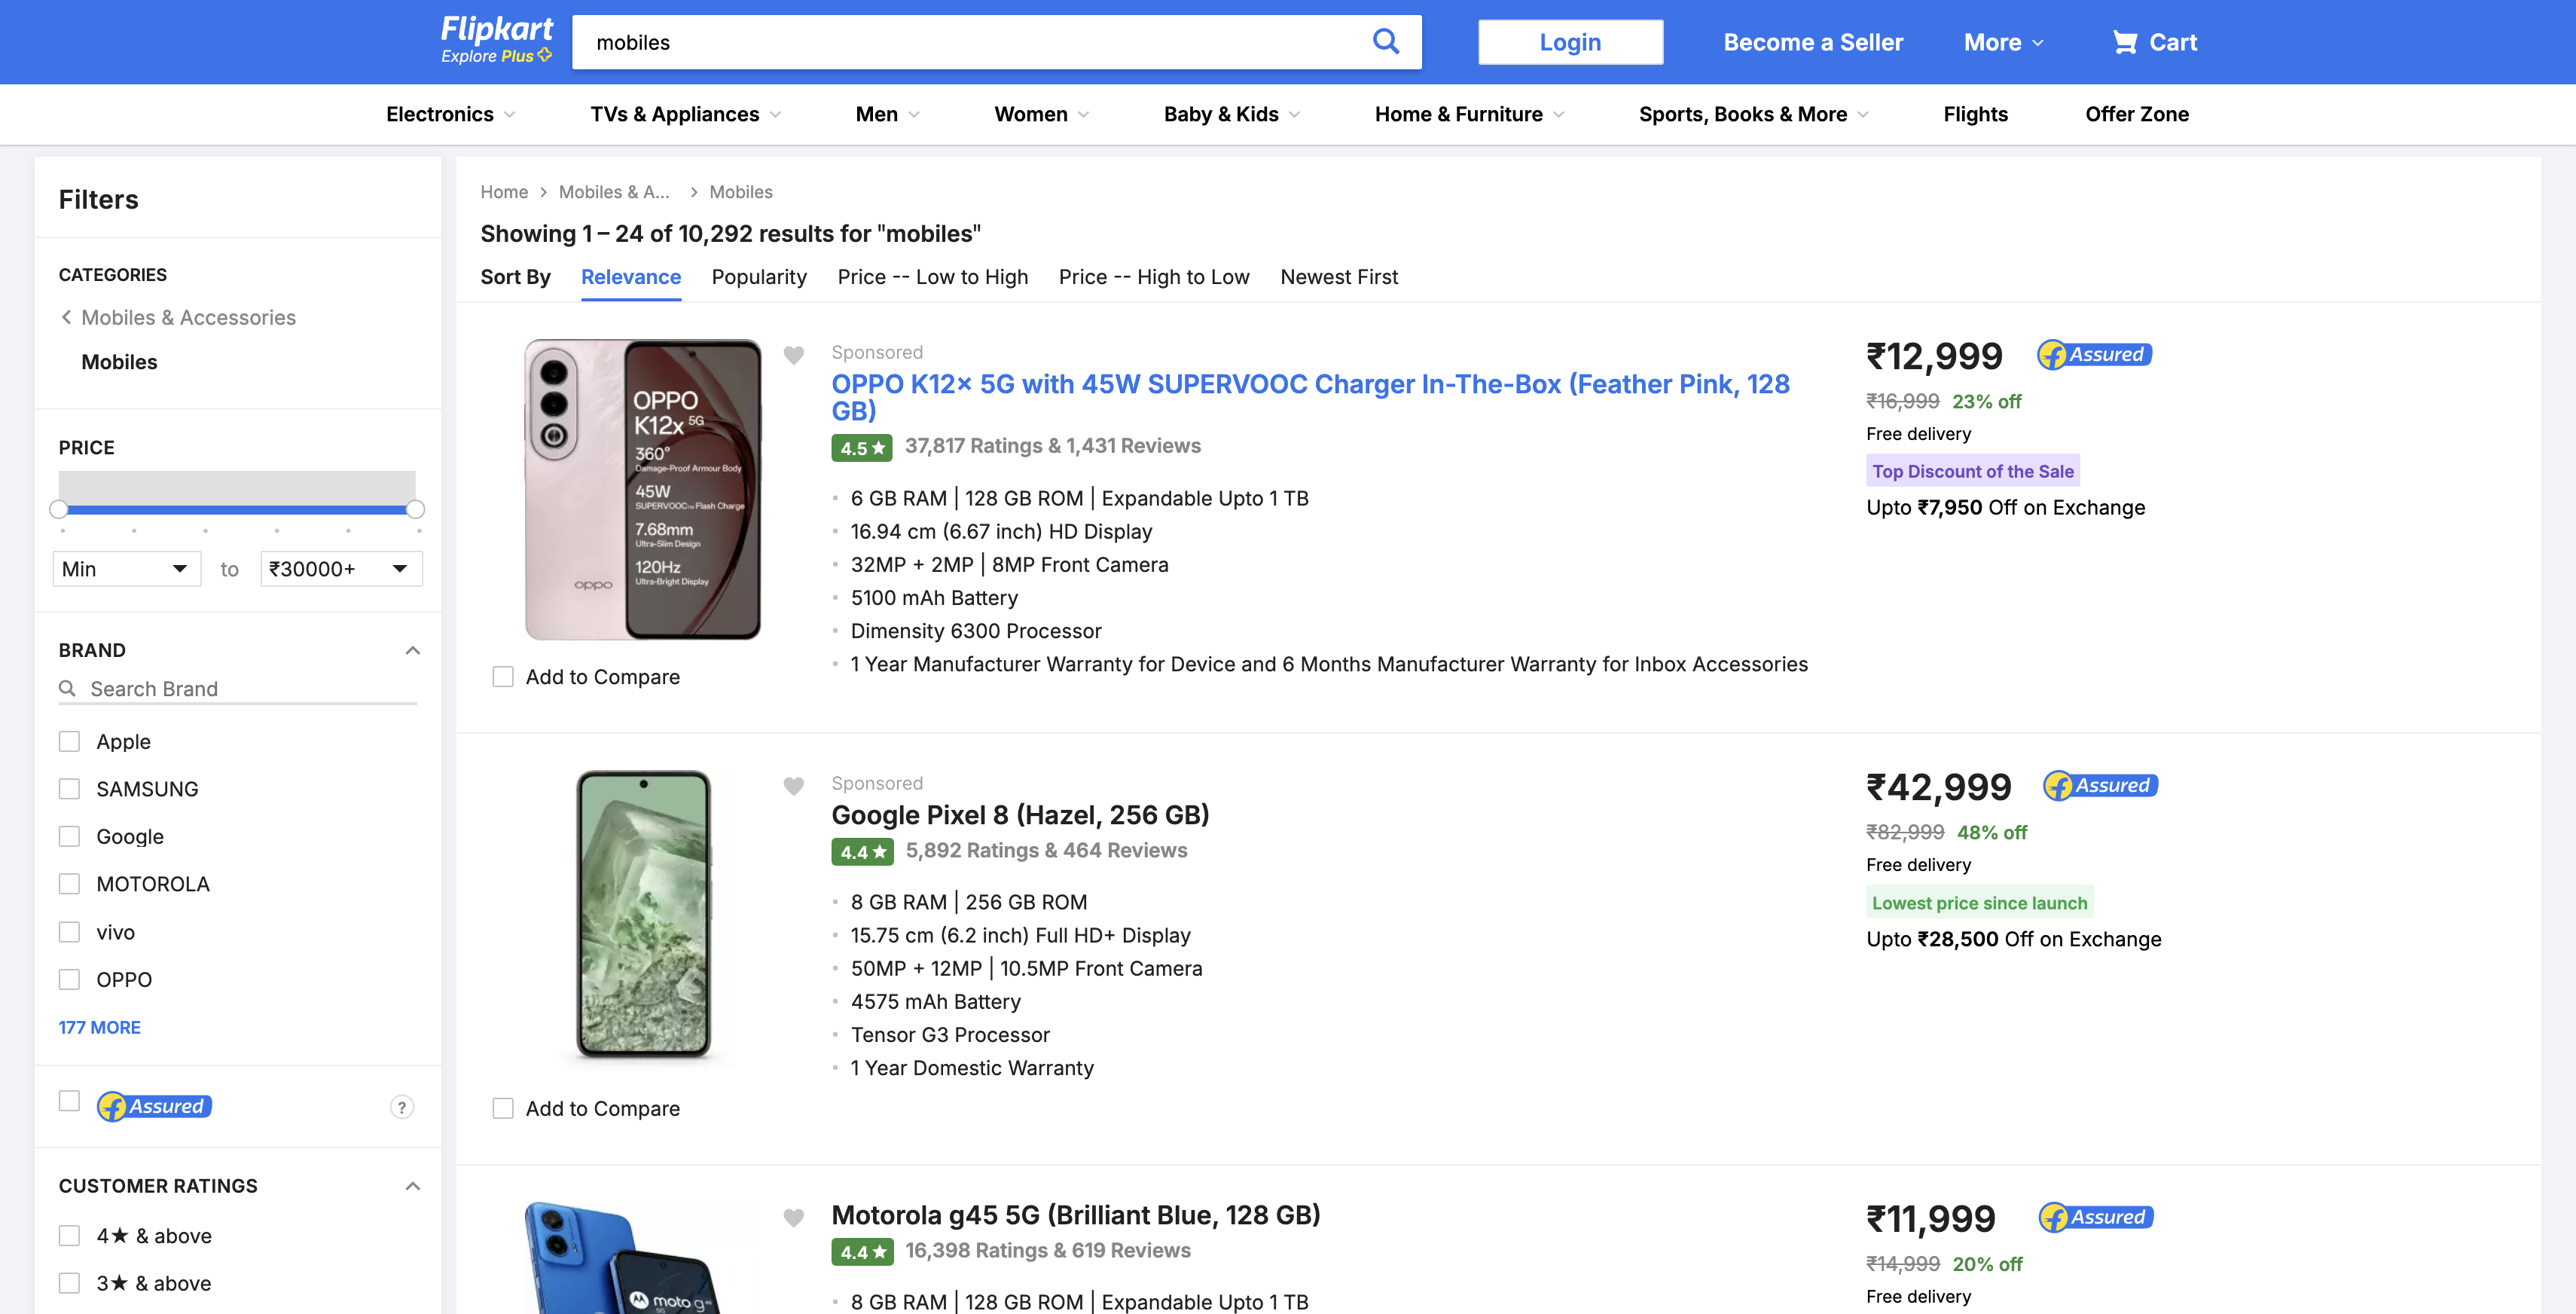 Flipkart
Explore Plus
mobiles
Login
Become a Seller
More
Cart
Electronics
TVs & Appliances
Men
Women
Baby & Kids
Home & Furniture
Sports, Books & More
Flights
Offer Zone
Filters
CATEGORIES
Mobiles & Accessories
Mobiles
PRICE
Min to ₹30000+
BRAND
Search Brand
Apple
SAMSUNG
Google
MOTOROLA
vivo
OPPO
177 MORE
Assured
?
CUSTOMER RATINGS
4★ & above
3★ & above
Home > Mobiles & A... > Mobiles
Showing 1 – 24 of 10,292 results for "mobiles"
Sort By Relevance Popularity Price -- Low to High Price -- High to Low Newest First
OPPO
K12x 5G
360°
Damage-Proof Armour Body
45W
SUPERVOOC™ Flash Charge
7.68mm
Ultra-Slim Design
120Hz
Ultra-Bright Display
oppo
Add to Compare
Sponsored
OPPO K12x 5G with 45W SUPERVOOC Charger In-The-Box (Feather Pink, 128
GB)
4.5★ 37,817 Ratings & 1,431 Reviews
6 GB RAM | 128 GB ROM | Expandable Upto 1 TB
16.94 cm (6.67 inch) HD Display
32MP + 2MP | 8MP Front Camera
5100 mAh Battery
Dimensity 6300 Processor
1 Year Manufacturer Warranty for Device and 6 Months Manufacturer Warranty for Inbox Accessories
₹12,999
Assured
₹16,999 23% off
Free delivery
Top Discount of the Sale
Upto ₹7,950 Off on Exchange
Add to Compare
Sponsored
Google Pixel 8 (Hazel, 256 GB)
4.4★ 5,892 Ratings & 464 Reviews
8 GB RAM | 256 GB ROM
15.75 cm (6.2 inch) Full HD+ Display
50MP + 12MP | 10.5MP Front Camera
4575 mAh Battery
Tensor G3 Processor
1 Year Domestic Warranty
₹42,999
Assured
₹82,999 48% off
Free delivery
Lowest price since launch
Upto ₹28,500 Off on Exchange
moto g45
Motorola g45 5G (Brilliant Blue, 128 GB)
4.4★ 16,398 Ratings & 619 Reviews
8 GB RAM | 128 GB ROM | Expandable Upto 1 TB
₹11,999
Assured
₹14,999 20% off
Free delivery